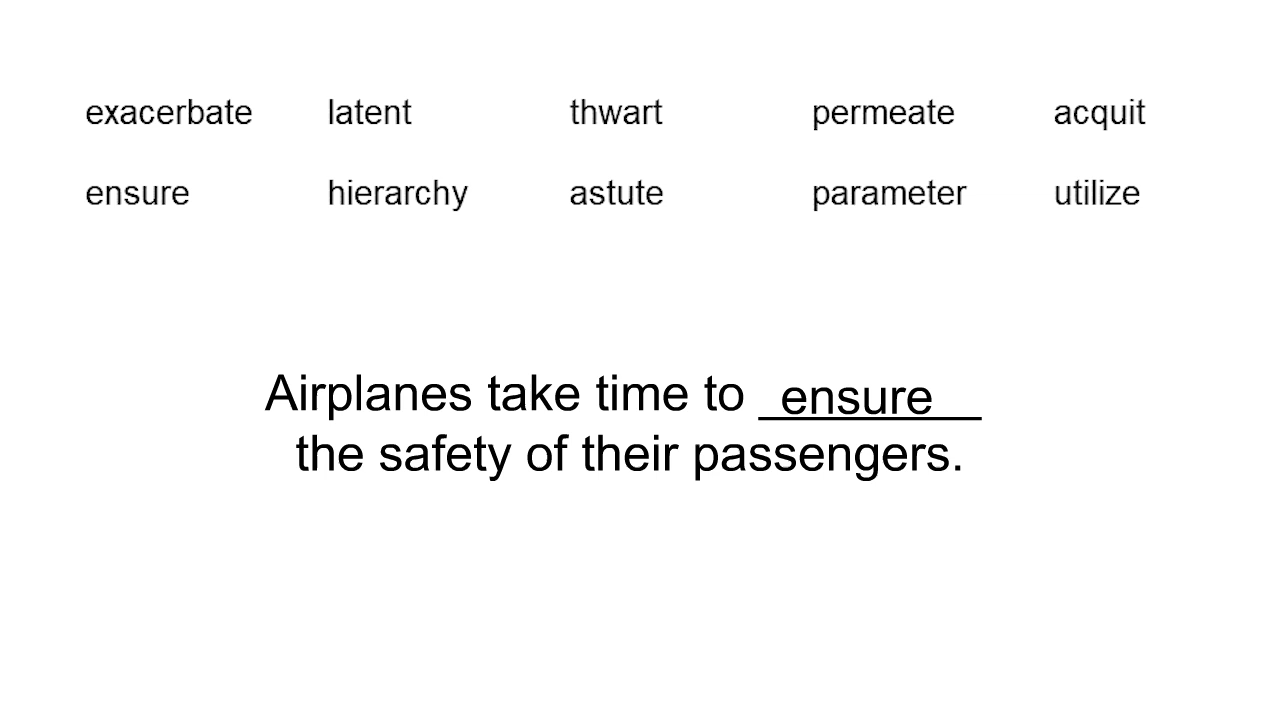 exacerbate latent thwart permeate acquit
ensure hierarchy astute parameter utilize
Airplanes take time to ensure
the safety of their passengers.